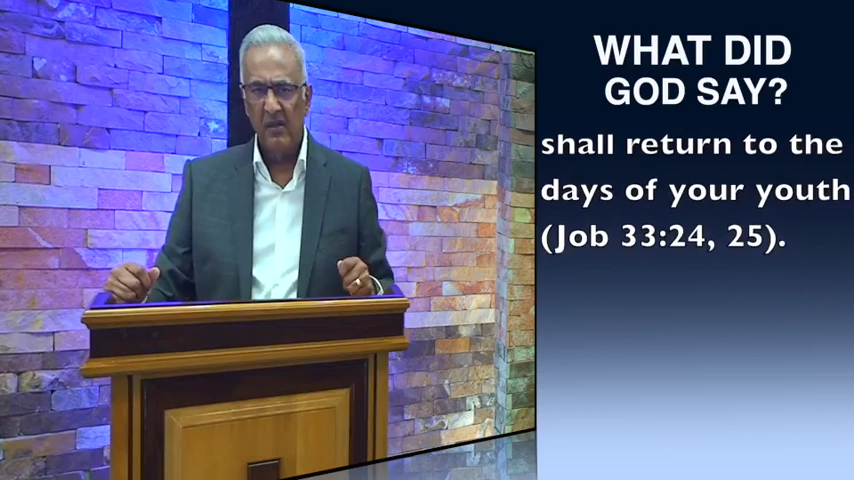 WHAT DID
GOD SAY?
shall return to the
days of your youth
(Job 33:24, 25).